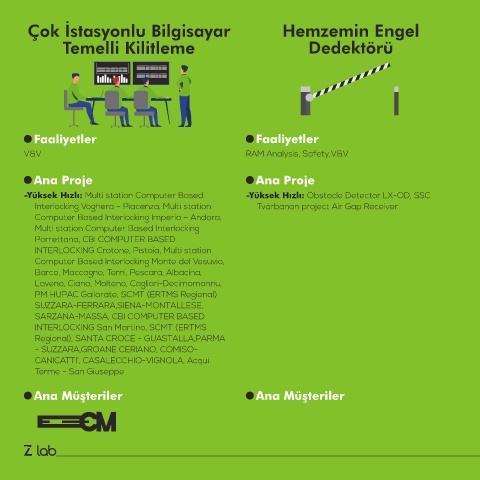 Çok İstasyonlu Bilgisayar
Temelli Kilitleme
Faaliyetler
V&V
Ana Proje
-Yüksek Hızlı: Multi station Computer Based
Interlocking Voghera – Piacenza, Multi station
Computer Based Interlocking Imperia – Andora,
Multi station Computer Based Interlocking
Porrettana, CBI COMPUTER BASED
INTERLOCKING Crotone, Pistoia, Multi station
Computer Based Interlocking Monte del Vesuvio,
Barco, Maccagno, Terni, Pescara, Albacina,
Laveno, Ciano, Molteno, Cagliari-Decimomannu,
PM HUPAC Gallarate, SCMT (ERTMS Regional)
SUZZARA-FERRARA,SIENA-MONTALLESE,
SARZANA-MASSA, CBI COMPUTER BASED
INTERLOCKING San Martino, SCMT (ERTMS
Regional), SANTA CROCE - GUASTALLA,PARMA
- SUZZARA,GROANE CERIANO, COMISO-
CANICATTI', CASALECCHIO-VIGNOLA, Acqui
Terme - San Giuseppe
Ana Müşteriler
ECM
Z lab
Hemzemin Engel
Dedektörü
Faaliyetler
RAM Analysis, Safety,V&V
Ana Proje
-Yüksek Hızlı: Obstacle Detector LX-OD, SSC
Tvärbanan project Air Gap Receiver
Ana Müşteriler